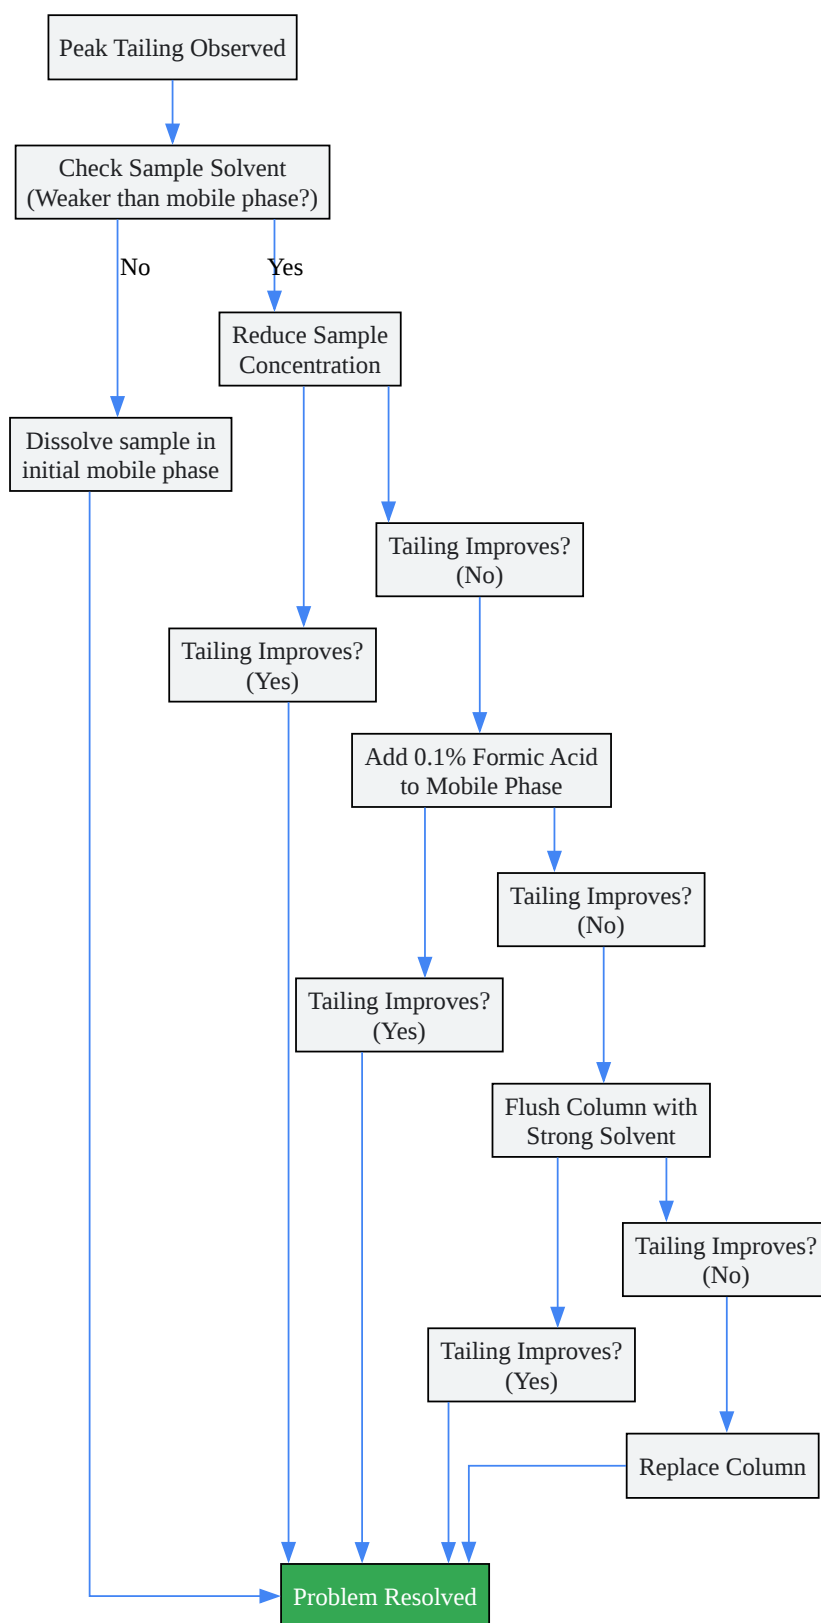 Peak Tailing Observed
Check Sample Solvent
(Weaker than mobile phase?)
No
Yes
Reduce Sample
Concentration
Dissolve sample in
initial mobile phase
Tailing Improves?
(No)
Tailing Improves?
(Yes)
Add 0.1% Formic Acid
to Mobile Phase
Tailing Improves?
(No)
Tailing Improves?
(Yes)
Flush Column with
Strong Solvent
Tailing Improves?
(No)
Tailing Improves?
(Yes)
Replace Column
Problem Resolved